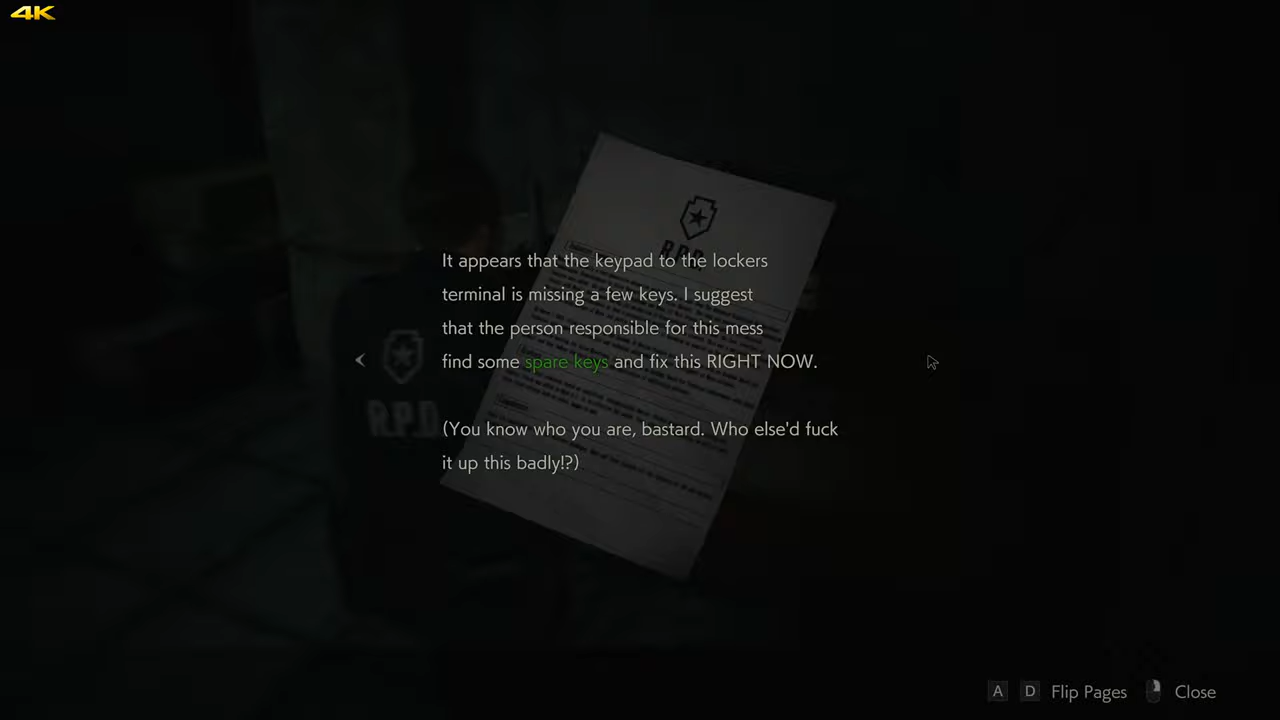 4K
It appears that the keypad to the lockers
terminal is missing a few keys. I suggest
that the person responsible for this mess
find some spare keys and fix this RIGHT NOW.
(You know who you are, bastard. Who else'd fuck
it up this badly!?)
R.P.D.
R.P.D
A D Flip Pages Close